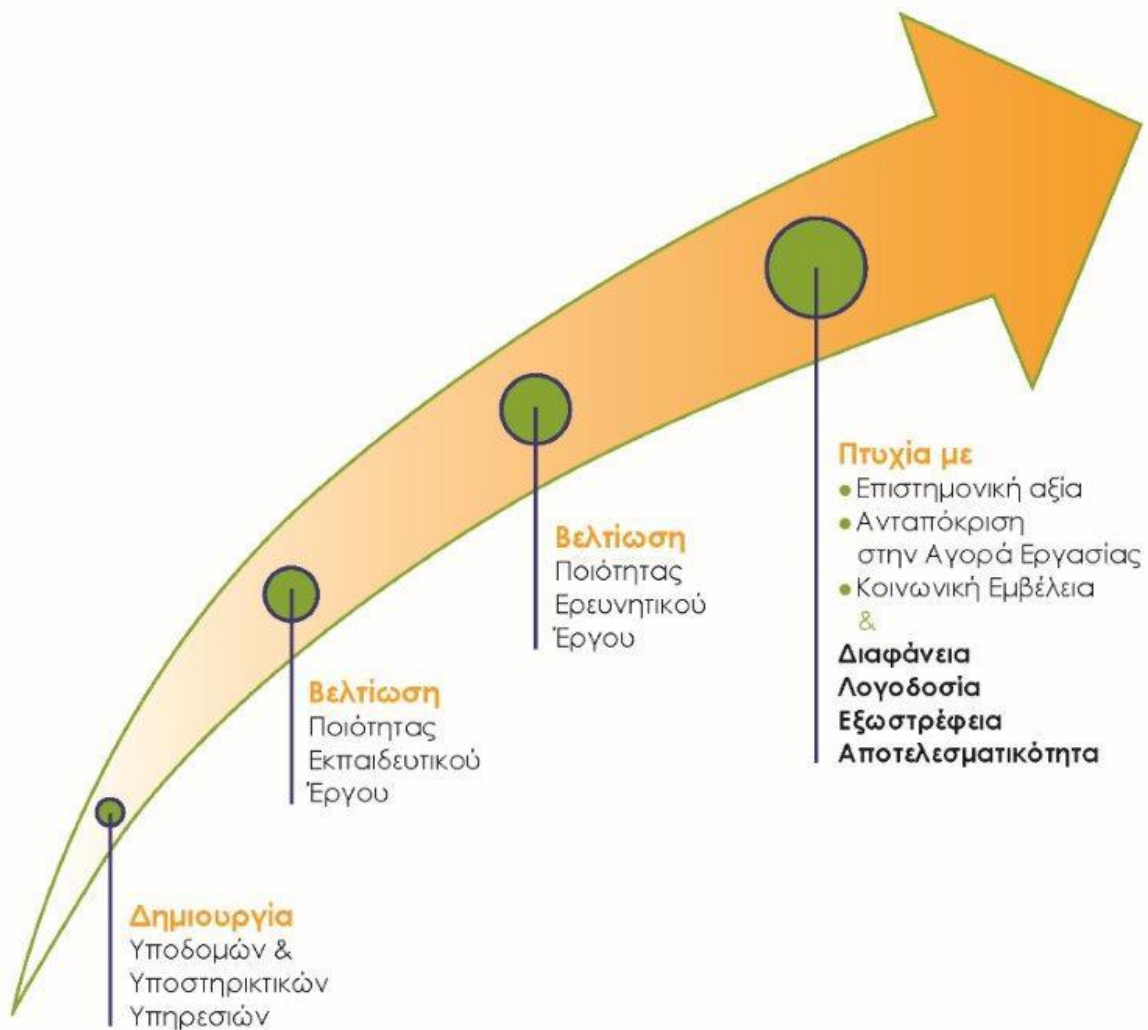 Δημιουργία
Υποδομών &
Υποστηρικτικών
Υπηρεσιών
Βελτίωση
Ποιότητας
Εκπαιδευτικού
Έργου
Βελτίωση
Ποιότητας
Ερευνητικού
Έργου
Πτυχία με
● Επιστημονική αξία
● Ανταπόκριση
στην Αγορά Εργασίας
● Κοινωνική Εμβέλεια
&
Διαφάνεια
Λογοδοσία
Εξωστρέφεια
Αποτελεσματικότητα